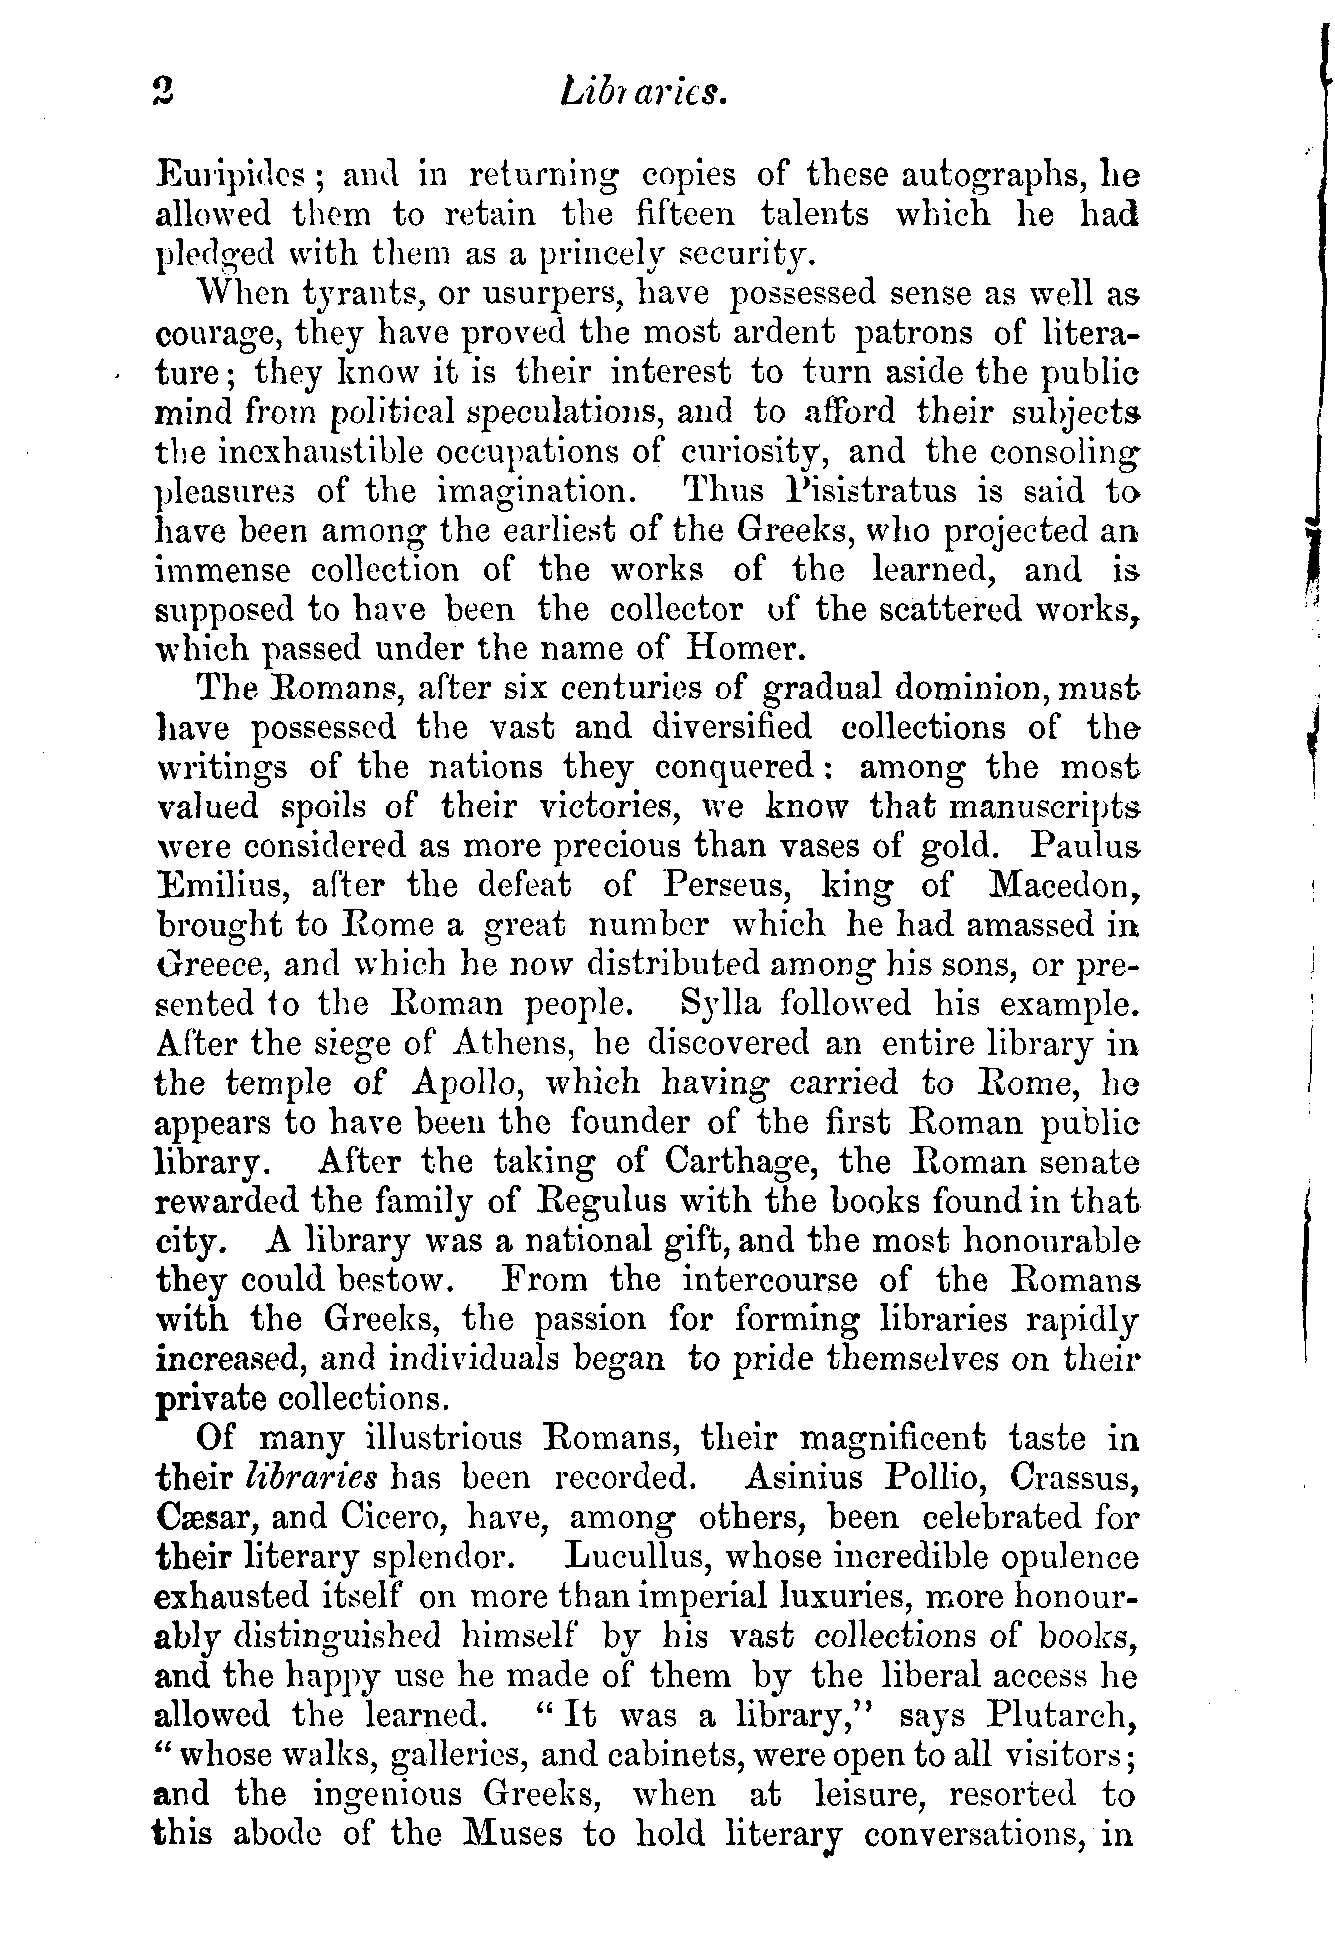 2 Libraries.
Euripides; and in returning copies of these autographs, he
allowed them to retain the fifteen talents which he had
pledged with them as a princely security.
When tyrants, or usurpers, have possessed sense as well as
courage, they have proved the most ardent patrons of litera-
ture; they know it is their interest to turn aside the public
mind from political speculations, and to afford their subjects
the inexhaustible occupations of curiosity, and the consoling
pleasures of the imagination. Thus Pisistratus is said to
have been among the earliest of the Greeks, who projected an
immense collection of the works of the learned, and is
supposed to have been the collector of the scattered works,
which passed under the name of Homer.
The Romans, after six centuries of gradual dominion, must
have possessed the vast and diversified collections of the
writings of the nations they conquered: among the most
valued spoils of their victories, we know that manuscripts
were considered as more precious than vases of gold. Paulus
Emilius, after the defeat of Perseus, king of Macedon,
brought to Rome a great number which he had amassed in
Greece, and which he now distributed among his sons, or pre-
sented to the Roman people. Sylla followed his example.
After the siege of Athens, he discovered an entire library in
the temple of Apollo, which having carried to Rome, he
appears to have been the founder of the first Roman public
library. After the taking of Carthage, the Roman senate
rewarded the family of Regulus with the books found in that
city. A library was a national gift, and the most honourable
they could bestow. From the intercourse of the Romans
with the Greeks, the passion for forming libraries rapidly
increased, and individuals began to pride themselves on their
private collections.
Of many illustrious Romans, their magnificent taste in
their libraries has been recorded. Asinius Pollio, Crassus,
Cæsar, and Cicero, have, among others, been celebrated for
their literary splendor. Lucullus, whose incredible opulence
exhausted itself on more than imperial luxuries, more honour-
ably distinguished himself by his vast collections of books,
and the happy use he made of them by the liberal access he
allowed the learned. "It was a library," says Plutarch,
"whose walks, galleries, and cabinets, were open to all visitors;
and the ingenious Greeks, when at leisure, resorted to
this abode of the Muses to hold literary conversations, in